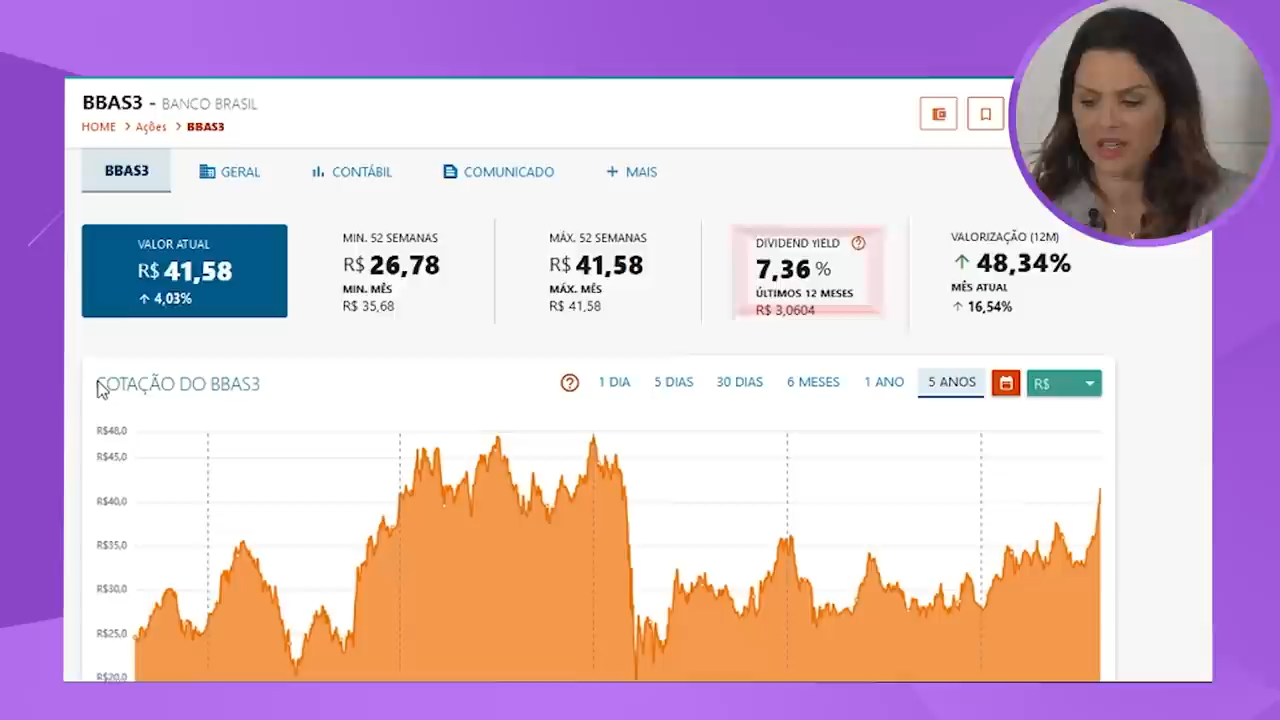 BBAS3 - BANCO BRASIL
HOME > Ações > BBAS3
BBAS3 GERAL CONTÁBIL COMUNICADO + MAIS
VALOR ATUAL
R$ 41,58
↑ 4,03%
MIN. 52 SEMANAS
R$ 26,78
MIN. MÊS
R$ 35,68
MÁX. 52 SEMANAS
R$ 41,58
MÁX. MÊS
R$ 41,58
DIVIDEND YIELD ?
7,36 %
ÚLTIMOS 12 MESES
R$ 3,0604
VALORIZAÇÃO (12M)
↑ 48,34%
MÊS ATUAL
↑ 16,54%
COTAÇÃO DO BBAS3
? 1 DIA 5 DIAS 30 DIAS 6 MESES 1 ANO 5 ANOS R$
R$48,0
R$45,0
R$40,0
R$35,0
R$30,0
R$25,0
R$20,0